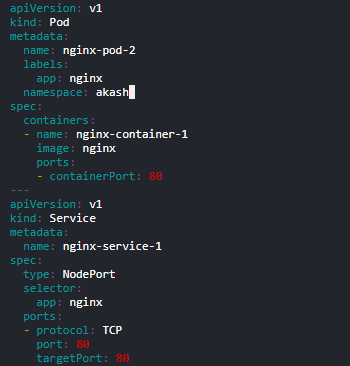 apiVersion: v1
kind: Pod
metadata:
  name: nginx-pod-2
  labels:
    app: nginx
  namespace: akash
spec:
  containers:
  - name: nginx-container-1
    image: nginx
    ports:
    - containerPort: 80
---
apiVersion: v1
kind: Service
metadata:
  name: nginx-service-1
spec:
  type: NodePort
  selector:
    app: nginx
  ports:
  - protocol: TCP
    port: 80
    targetPort: 80